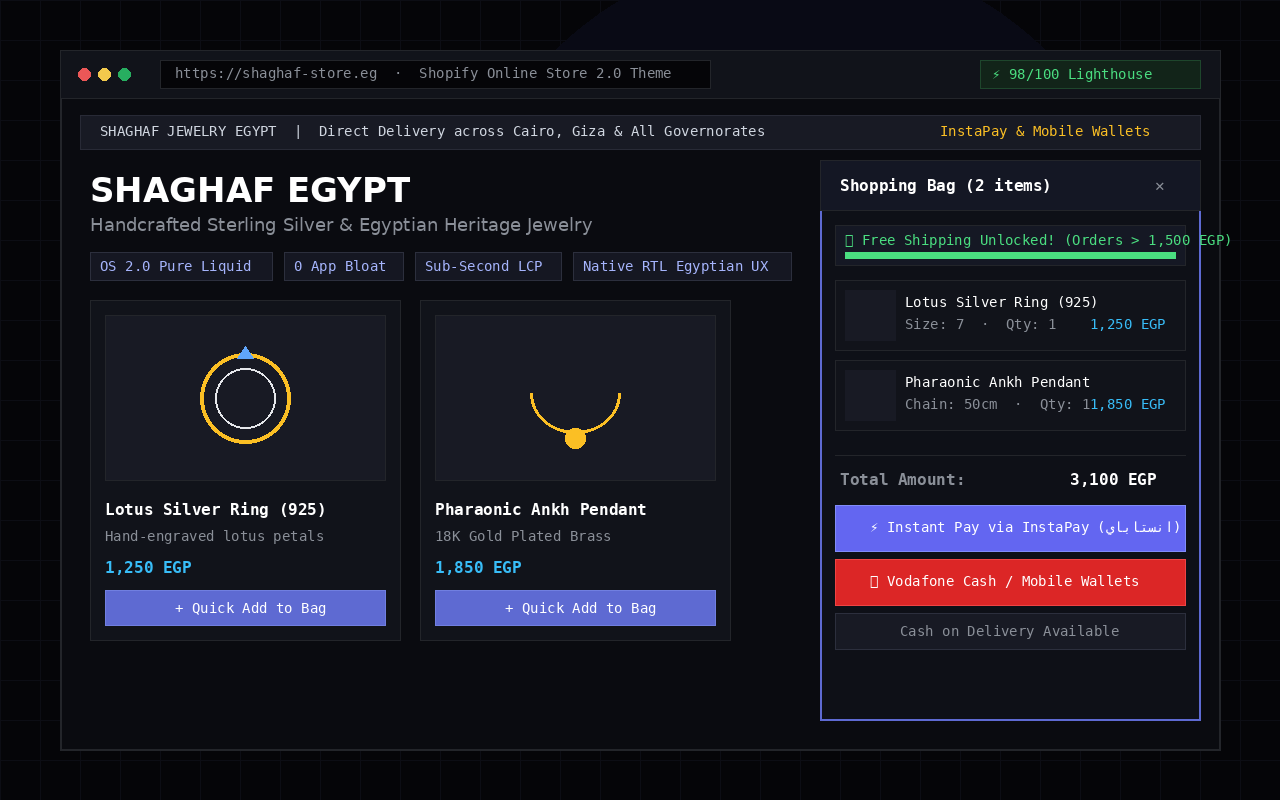 https://shaghaf-store.eg · Shopify Online Store 2.0 Theme
⚡ 98/100 Lighthouse
SHAGHAF JEWELRY EGYPT | Direct Delivery across Cairo, Giza & All Governorates
InstaPay & Mobile Wallets
SHAGHAF EGYPT
Handcrafted Sterling Silver & Egyptian Heritage Jewelry
OS 2.0 Pure Liquid
0 App Bloat
Sub-Second LCP
Native RTL Egyptian UX
Lotus Silver Ring (925)
Hand-engraved lotus petals
1,250 EGP
+ Quick Add to Bag
Pharaonic Ankh Pendant
18K Gold Plated Brass
1,850 EGP
+ Quick Add to Bag
Shopping Bag (2 items)
×
Free Shipping Unlocked! (Orders > 1,500 EGP)
Lotus Silver Ring (925)
Size: 7 · Qty: 1 1,250 EGP
Pharaonic Ankh Pendant
Chain: 50cm · Qty: 1 1,850 EGP
Total Amount: 3,100 EGP
⚡ Instant Pay via InstaPay (انستاباي)
Vodafone Cash / Mobile Wallets
Cash on Delivery Available